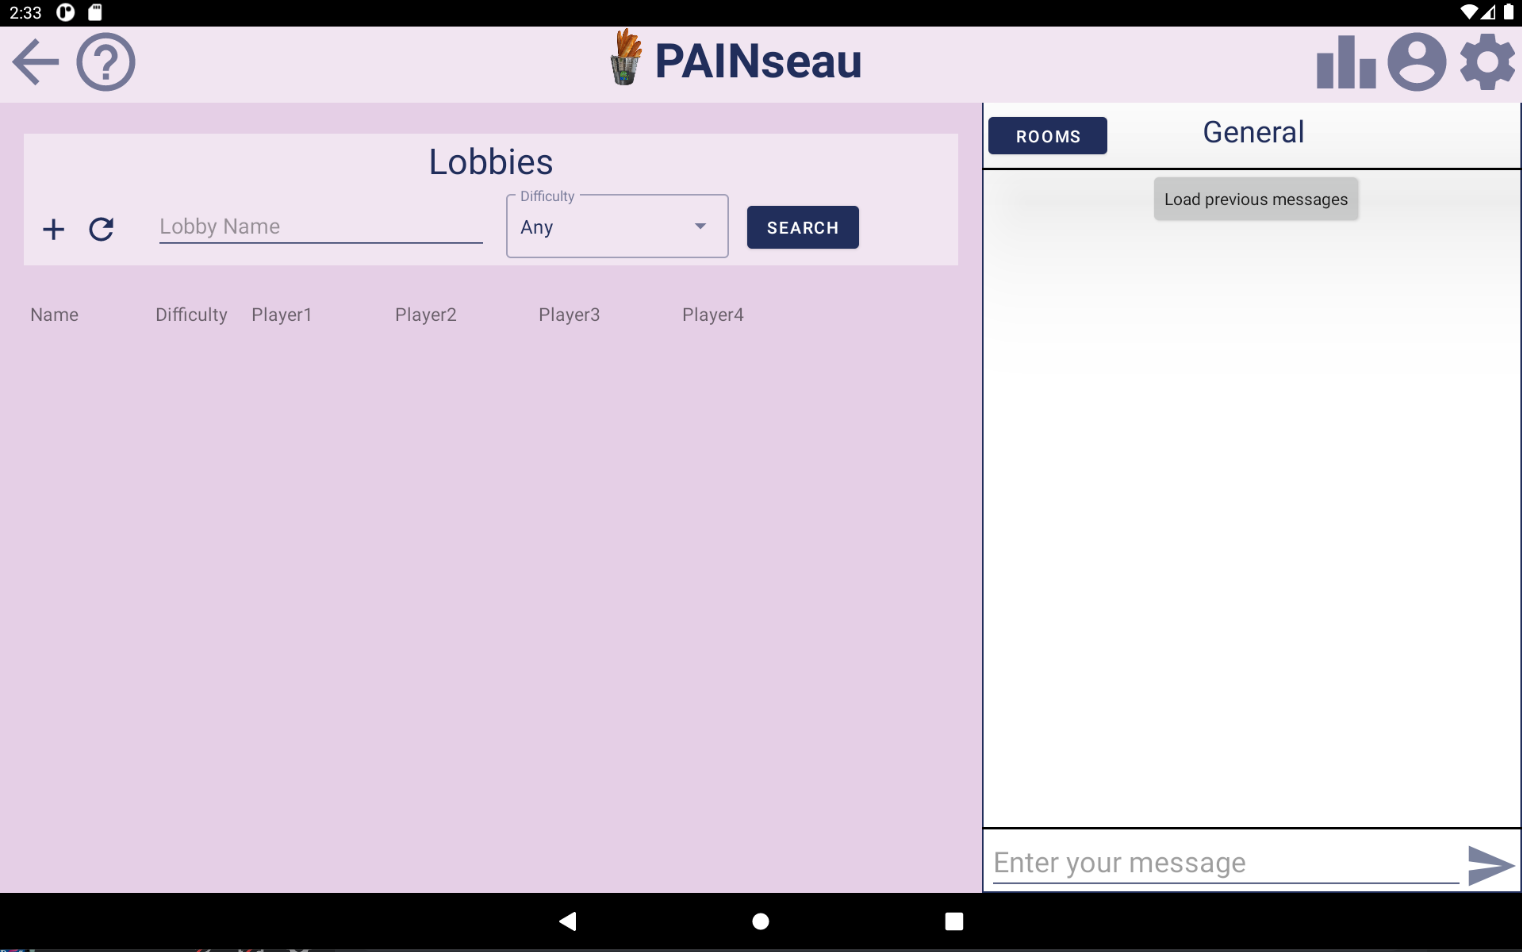 2:33
PAINseau
ROOMS
General
Lobbies
Load previous messages
Difficulty
Lobby Name
Any
SEARCH
Name
Difficulty
Player1
Player2
Player3
Player4
Enter your message